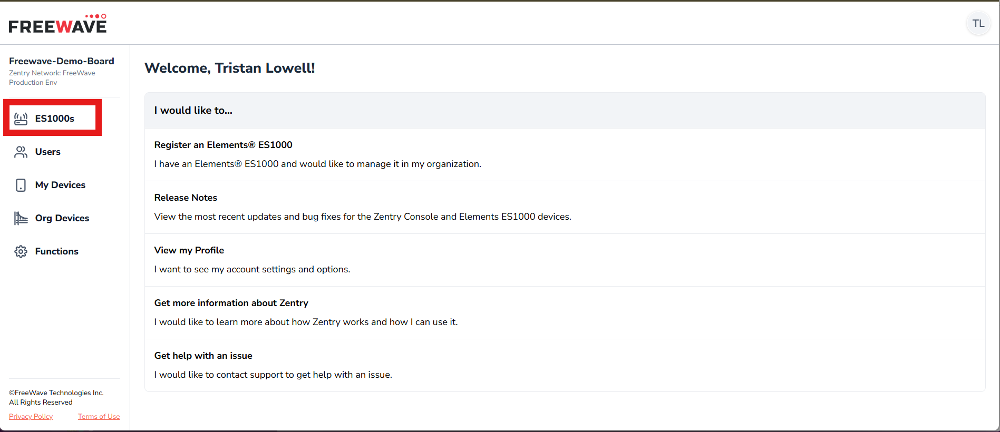 FREEWAVE
TL
Freewave-Demo-Board
Zentry Network: FreeWave
Production Env
ES1000s
Users
My Devices
Org Devices
Functions
©FreeWave Technologies Inc.
All Rights Reserved
Privacy Policy
Terms of Use
Welcome, Tristan Lowell!
I would like to...
Register an Elements® ES1000
I have an Elements® ES1000 and would like to manage it in my organization.
Release Notes
View the most recent updates and bug fixes for the Zentry Console and Elements ES1000 devices.
View my Profile
I want to see my account settings and options.
Get more information about Zentry
I would like to learn more about how Zentry works and how I can use it.
Get help with an issue
I would like to contact support to get help with an issue.